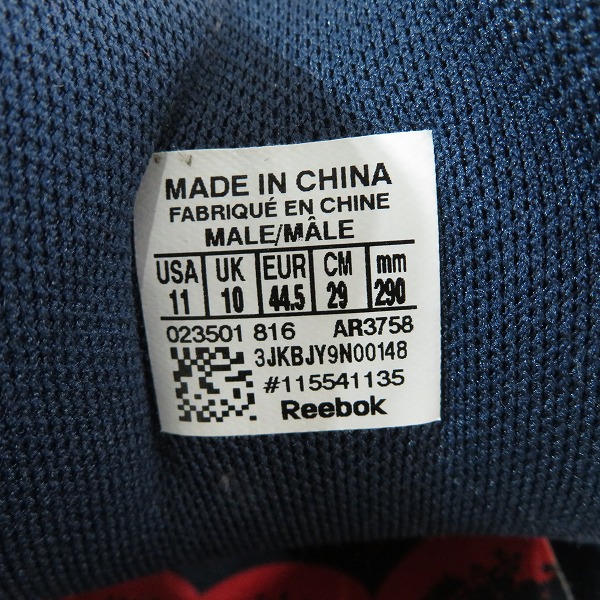 MADE IN CHINA
FABRIQUÉ EN CHINE
MALE/MÂLE
USA UK EUR CM mm
11 10 44.5 29 290
023501 816 AR3758
3JKBJY9N00148
#115541135
Reebok